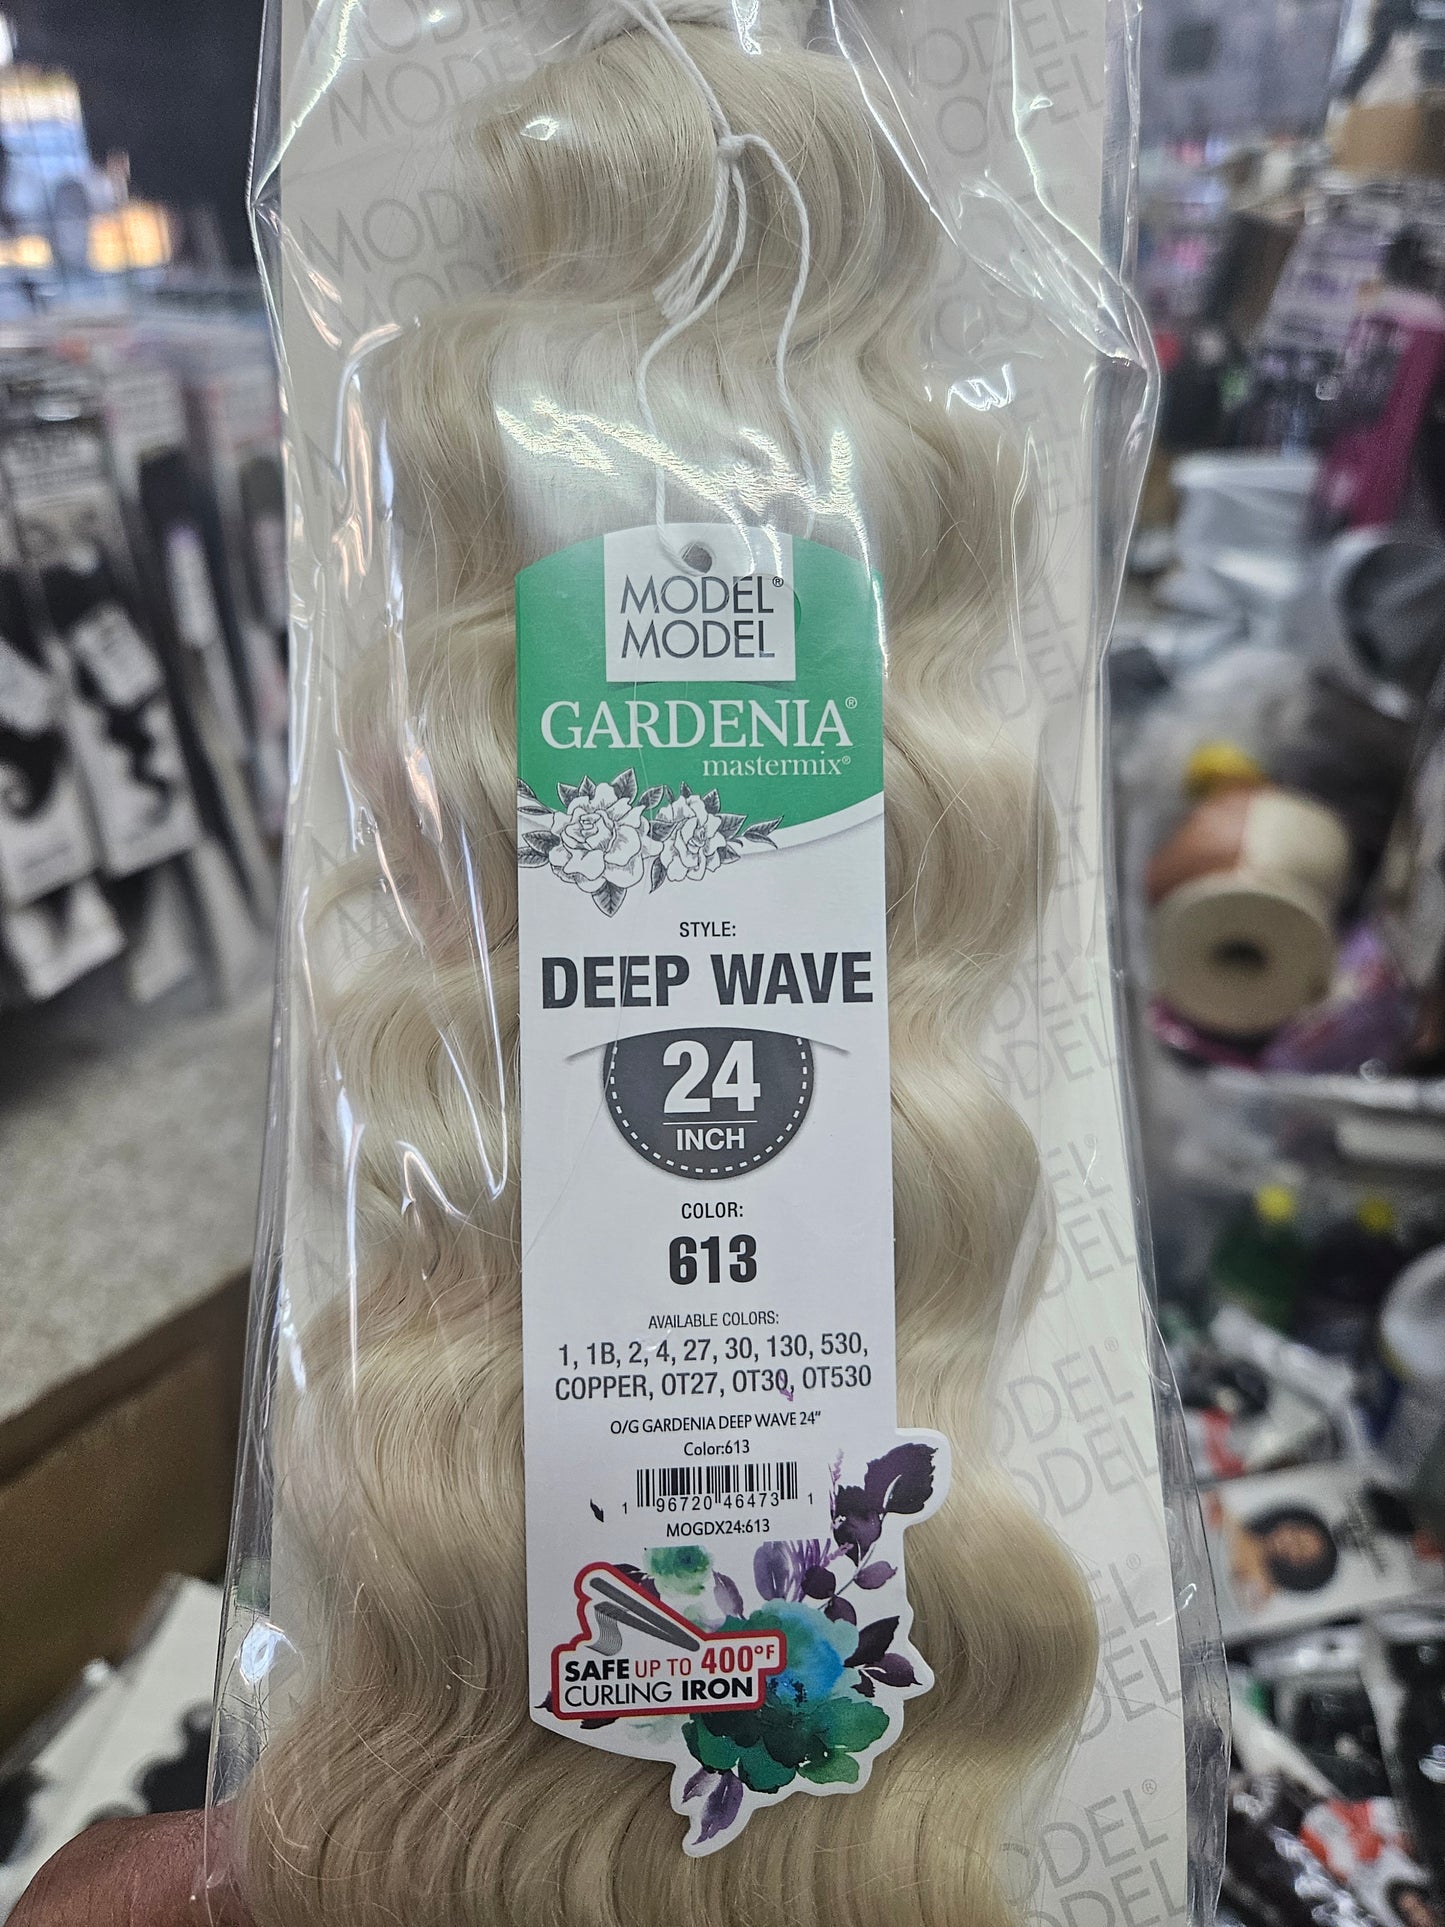 MODEL®
MODEL
GARDENIA®
mastermix®
STYLE:
DEEP WAVE
24
INCH
COLOR:
613
AVAILABLE COLORS:
1, 1B, 2, 4, 27, 30, 130, 530,
COPPER, OT27, OT30, OT530
O/G GARDENIA DEEP WAVE 24"
Color:613
1 96720 46473 1
MOGDX24:613
SAFE UP TO 400°F
CURLING IRON